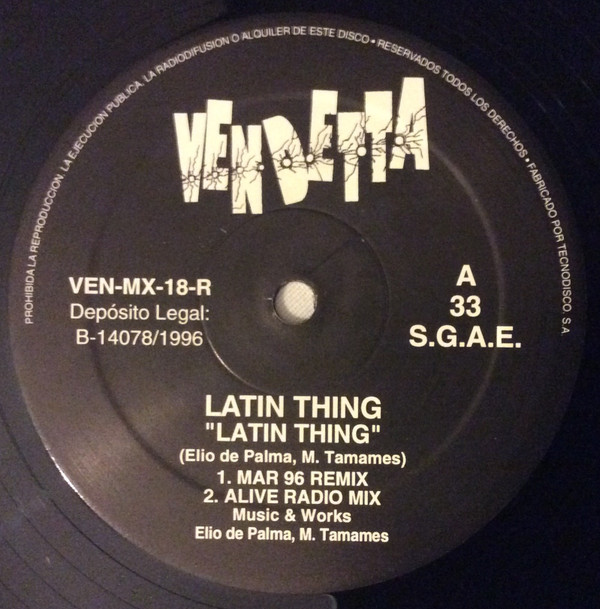 PROHIBIDA LA REPRODUCCION, LA EJECUCION PUBLICA, LA RADIODIFUSION O ALQUILER DE ESTE DISCO • RESERVADOS TODOS LOS DERECHOS • FABRICADO POR TECNODISCO, S.A
VENDETTA
VEN-MX-18-R
Depósito Legal:
B-14078/1996
A
33
S.G.A.E.
LATIN THING
"LATIN THING"
(Elio de Palma, M. Tamames)
1. MAR 96 REMIX
2. ALIVE RADIO MIX
Music & Works
Elio de Palma, M. Tamames